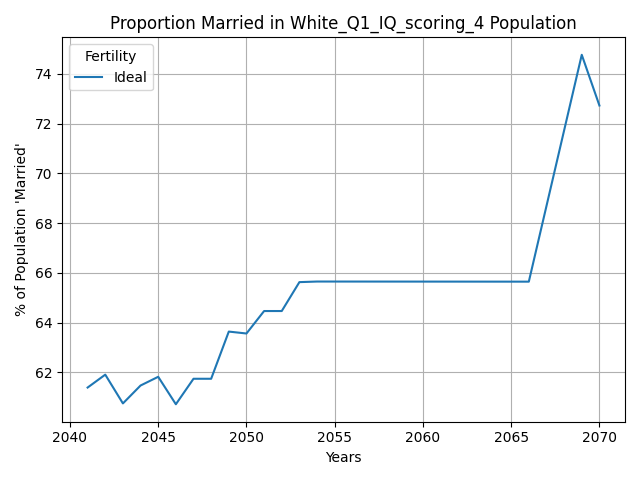 Proportion Married in White_Q1_IQ_scoring_4 Population
Fertility
Ideal
% of Population 'Married'
74
72
70
68
66
64
62
2040
2045
2050
2055
2060
2065
2070
Years